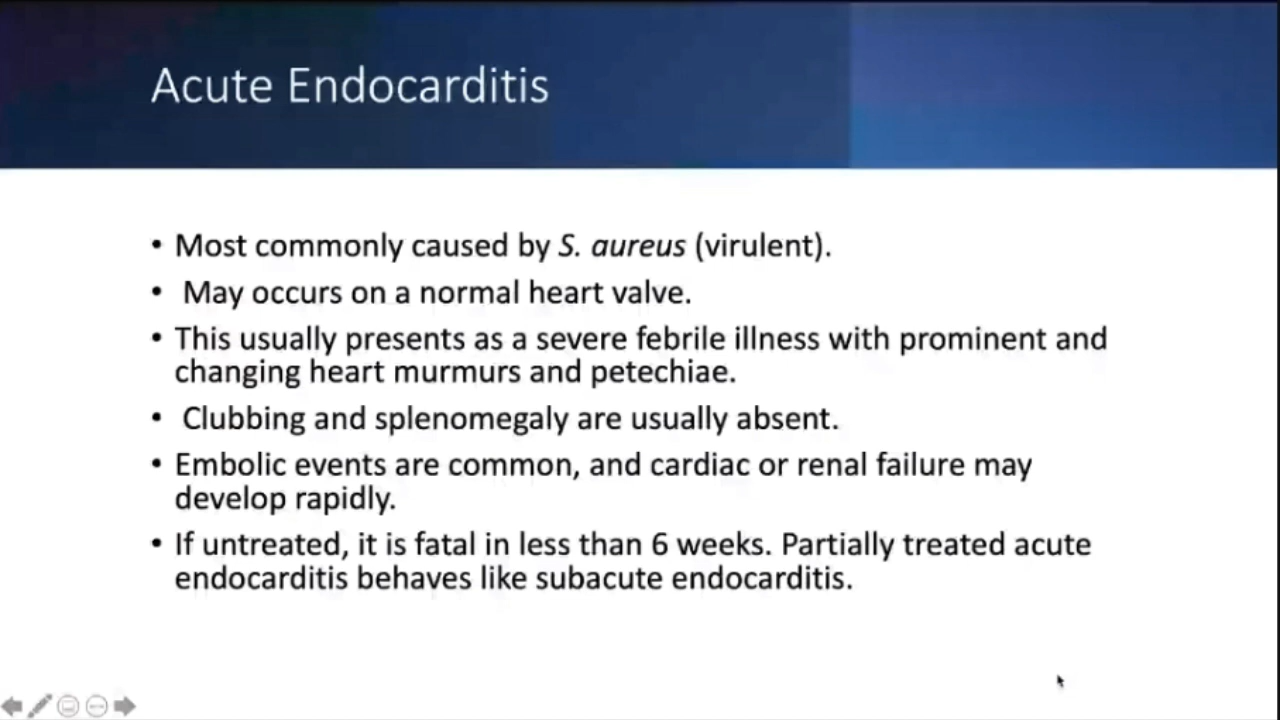 Acute Endocarditis
• Most commonly caused by S. aureus (virulent).
• May occurs on a normal heart valve.
• This usually presents as a severe febrile illness with prominent and
changing heart murmurs and petechiae.
• Clubbing and splenomegaly are usually absent.
• Embolic events are common, and cardiac or renal failure may
develop rapidly.
• If untreated, it is fatal in less than 6 weeks. Partially treated acute
endocarditis behaves like subacute endocarditis.